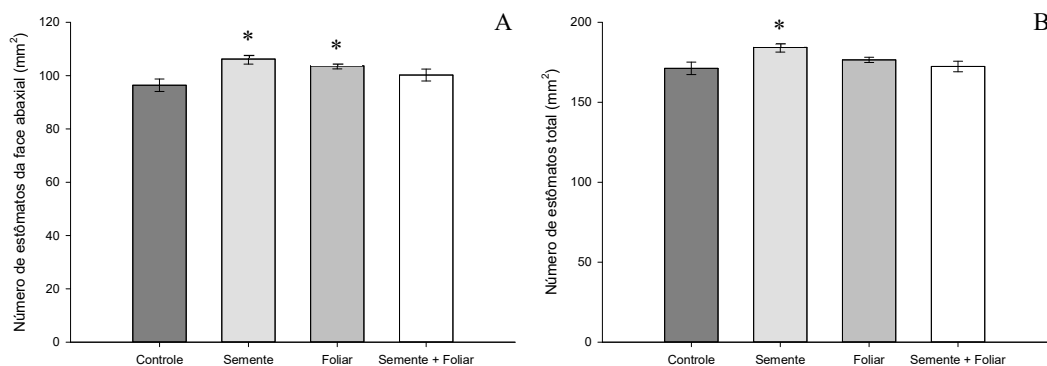 A
Número de estômatos da face abaxial (mm²)
120
100
80
60
40
20
0
*
*
Controle
Semente
Foliar
Semente + Foliar
B
Número de estômatos total (mm²)
200
150
100
50
0
*
Controle
Semente
Foliar
Semente + Foliar